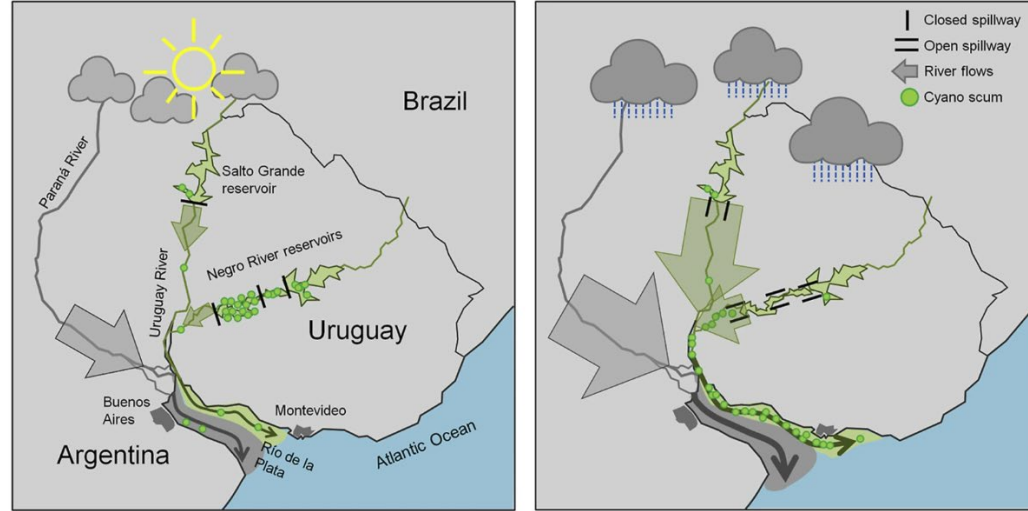 Brazil
Paraná River
Salto Grande
reservoir
Negro River reservoirs
Uruguay River
Uruguay
Buenos
Aires
Montevideo
Argentina
Río de la
Plata
Atlantic Ocean
Closed spillway
Open spillway
River flows
Cyano scum